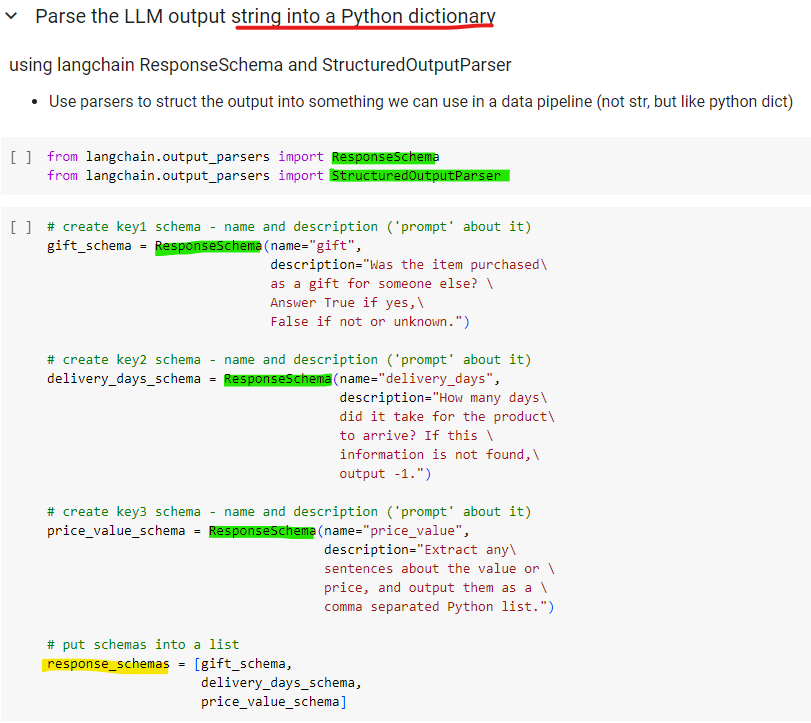 Parse the LLM output string into a Python dictionary
using langchain ResponseSchema and StructuredOutputParser
• Use parsers to struct the output into something we can use in a data pipeline (not str, but like python dict)
[ ] from langchain.output_parsers import ResponseSchema
from langchain.output_parsers import StructuredOutputParser
[ ] # create key1 schema - name and description ('prompt' about it)
gift_schema = ResponseSchema(name="gift",
description="Was the item purchased\
as a gift for someone else? \
Answer True if yes,\
False if not or unknown.")
# create key2 schema - name and description ('prompt' about it)
delivery_days_schema = ResponseSchema(name="delivery_days",
description="How many days\
did it take for the product\
to arrive? If this \
information is not found,\
output -1.")
# create key3 schema - name and description ('prompt' about it)
price_value_schema = ResponseSchema(name="price_value",
description="Extract any\
sentences about the value or \
price, and output them as a \
comma separated Python list.")
# put schemas into a list
response_schemas = [gift_schema,
delivery_days_schema,
price_value_schema]